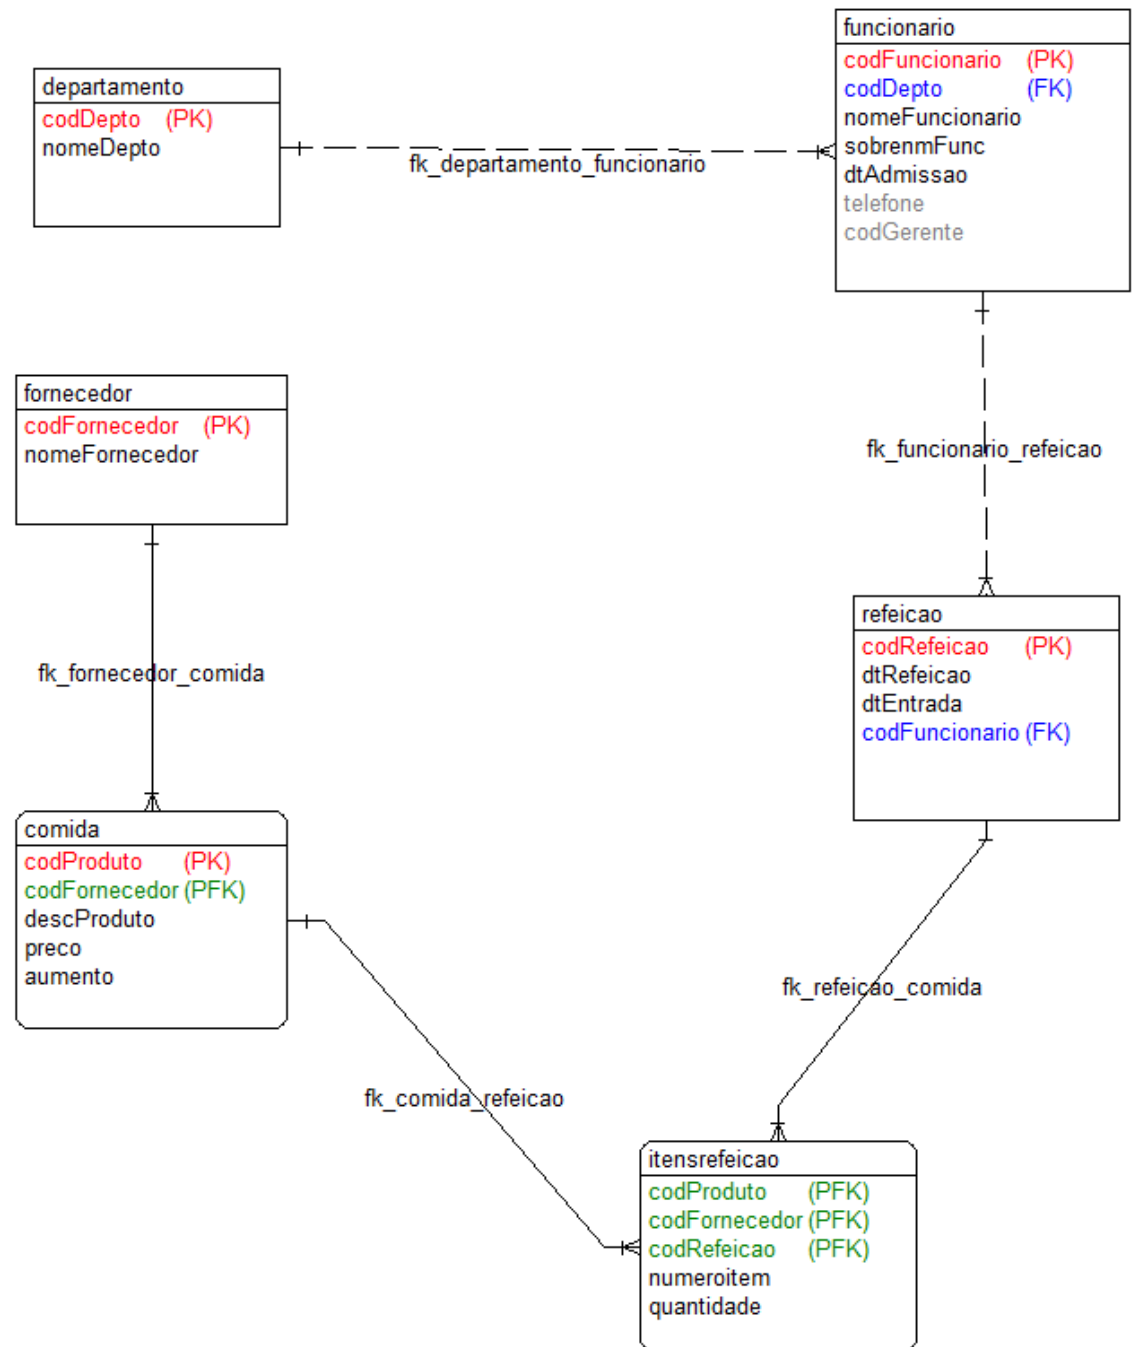 funcionario
codFuncionario (PK)
codDepto (FK)
nomeFuncionario
sobrenmFunc
dtAdmissao
telefone
codGerente
departamento
codDepto (PK)
nomeDepto
fk_departamento_funcionario
fornecedor
codFornecedor (PK)
nomeFornecedor
fk_funcionario_refeicao
refeicao
codRefeicao (PK)
dtRefeicao
dtEntrada
codFuncionario (FK)
fk_fornecedor_comida
comida
codProduto (PK)
codFornecedor (PFK)
descProduto
preco
aumento
fk_refeicao_comida
fk_comida_refeicao
itensrefeicao
codProduto (PFK)
codFornecedor (PFK)
codRefeicao (PFK)
numeroitem
quantidade